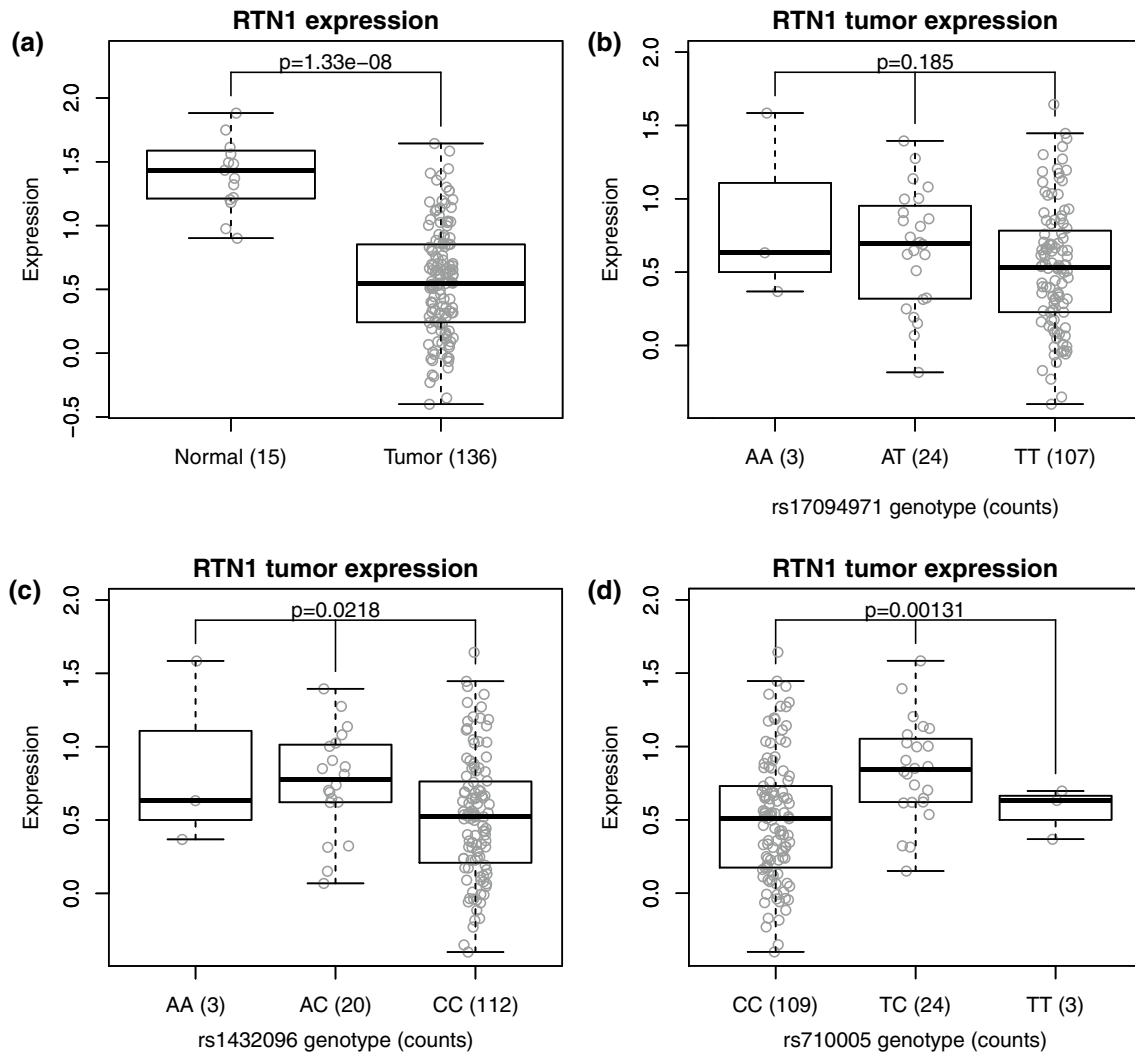 (a)
RTN1 expression
p=1.33e−08
Expression
2.0
1.5
1.0
0.5
0.0
−0.5
Normal (15)
Tumor (136)
(b)
RTN1 tumor expression
p=0.185
Expression
2.0
1.5
1.0
0.5
0.0
AA (3)
AT (24)
TT (107)
rs17094971 genotype (counts)
(c)
RTN1 tumor expression
p=0.0218
Expression
2.0
1.5
1.0
0.5
0.0
AA (3)
AC (20)
CC (112)
rs1432096 genotype (counts)
(d)
RTN1 tumor expression
p=0.00131
Expression
2.0
1.5
1.0
0.5
0.0
CC (109)
TC (24)
TT (3)
rs710005 genotype (counts)